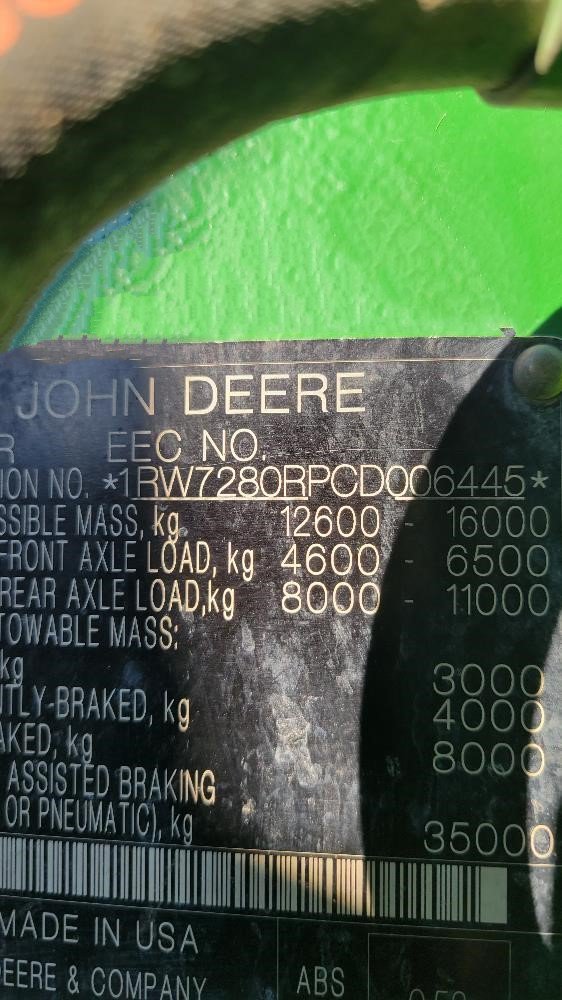 JOHN DEERE
R EEC NO.
ION NO. *1RW7280RPCD006445*
SSIBLE MASS, kg 12600 - 16000
FRONT AXLE LOAD, kg 4600 - 6500
REAR AXLE LOAD,kg 8000 - 11000
TOWABLE MASS:
kg 3000
NTLY-BRAKED, kg 4000
AKED, kg 8000
ASSISTED BRAKING
OR PNEUMATIC), kg 35000
MADE IN USA
DEERE & COMPANY ABS